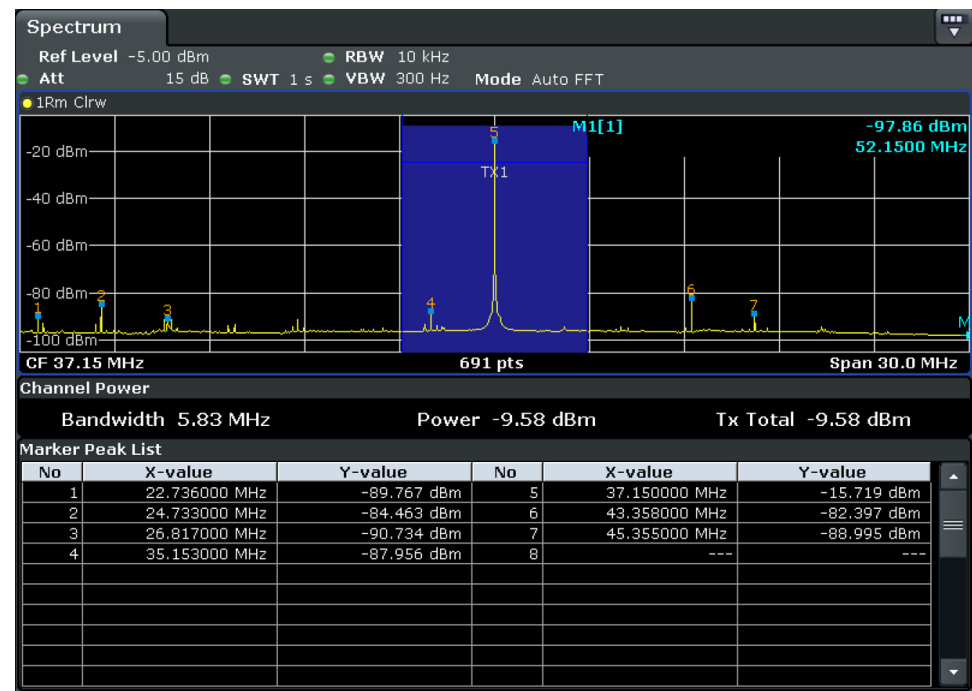 Spectrum
Ref Level -5.00 dBm RBW 10 kHz
Att 15 dB SWT 1 s VBW 300 Hz Mode Auto FFT
1Rm Clrw
M1[1] -97.86 dBm
52.1500 MHz
5
-20 dBm
TX1
-40 dBm
-60 dBm
-80 dBm
1 2 3 4 6 7
M
-100 dBm
CF 37.15 MHz 691 pts Span 30.0 MHz
Channel Power
Bandwidth 5.83 MHz Power -9.58 dBm Tx Total -9.58 dBm
Marker Peak List
No X-value Y-value No X-value Y-value
1 22.736000 MHz -89.767 dBm 5 37.150000 MHz -15.719 dBm
2 24.733000 MHz -84.463 dBm 6 43.358000 MHz -82.397 dBm
3 26.817000 MHz -90.734 dBm 7 45.355000 MHz -88.995 dBm
4 35.153000 MHz -87.956 dBm 8 --- ---